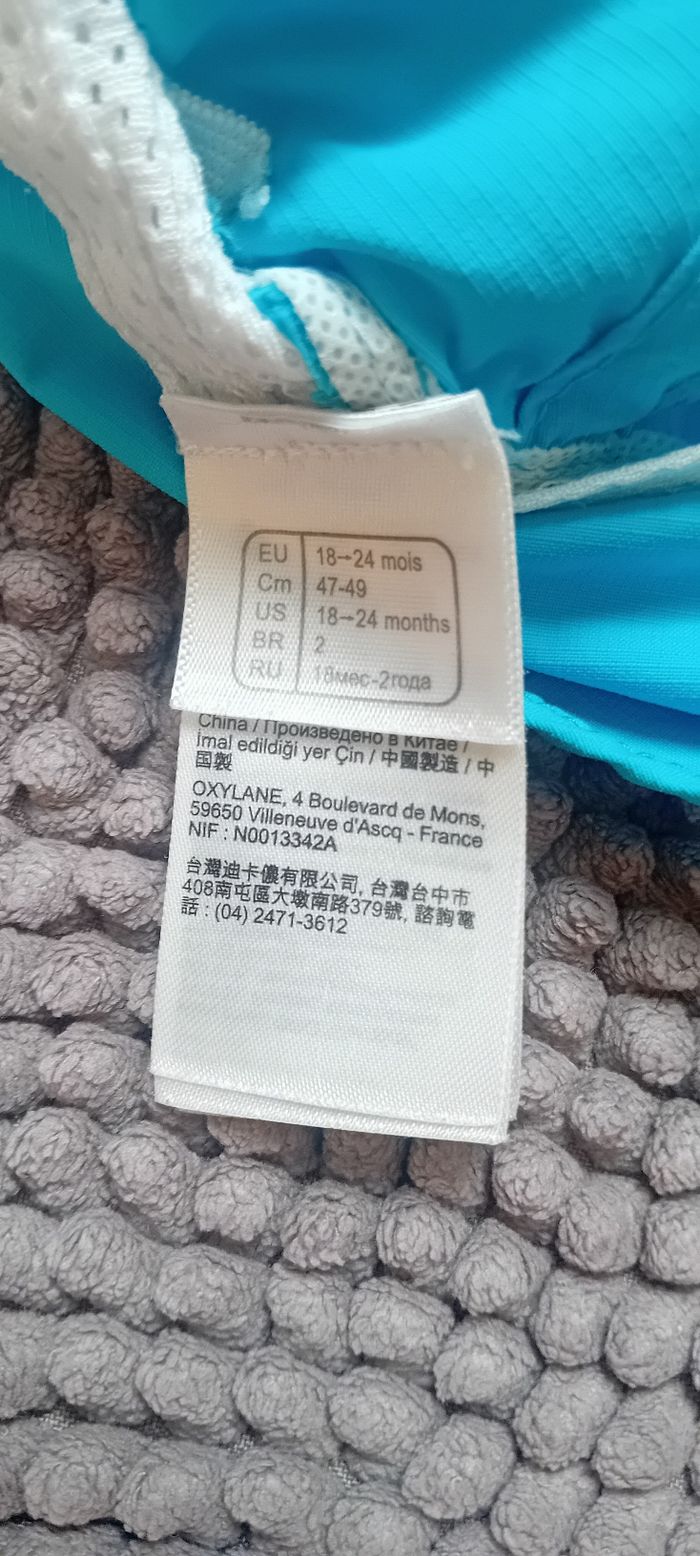 EU 18→24 mois
Cm 47-49
US 18→24 months
BR 2
RU 18мес-2года
China / Произведено в Китае /
İmal edildiği yer Çin / 中國製造 / 中
国製
OXYLANE, 4 Boulevard de Mons,
59650 Villeneuve d'Ascq - France
NIF : N0013342A
台灣迪卡儂有限公司, 台灣台中市
408南屯區大墩南路379號, 諮詢電
話 : (04) 2471-3612